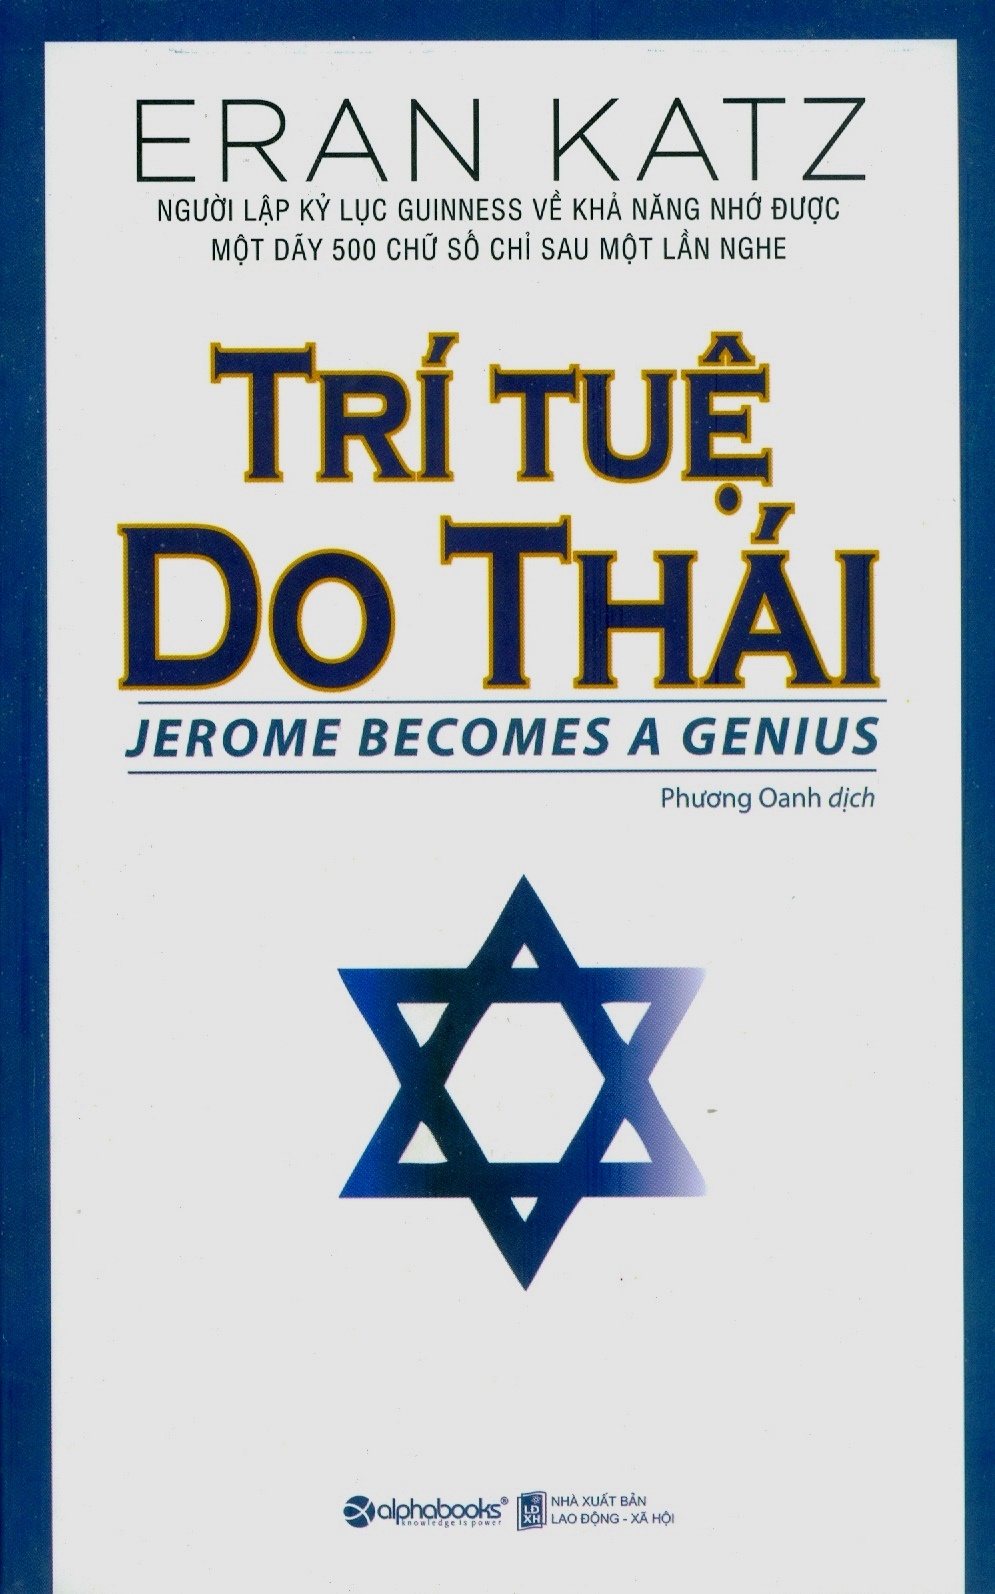 ERAN KATZ
NGƯỜI LẬP KỶ LỤC GUINNESS VỀ KHẢ NĂNG NHỚ ĐƯỢC
MỘT DÃY 500 CHỮ SỐ CHỈ SAU MỘT LẦN NGHE
TRÍ TUỆ
DO THÁI
JEROME BECOMES A GENIUS
Phương Oanh dịch
alphabooks®
knowledge is power
LĐ
XH
NHÀ XUẤT BẢN
LAO ĐỘNG - XÃ HỘI